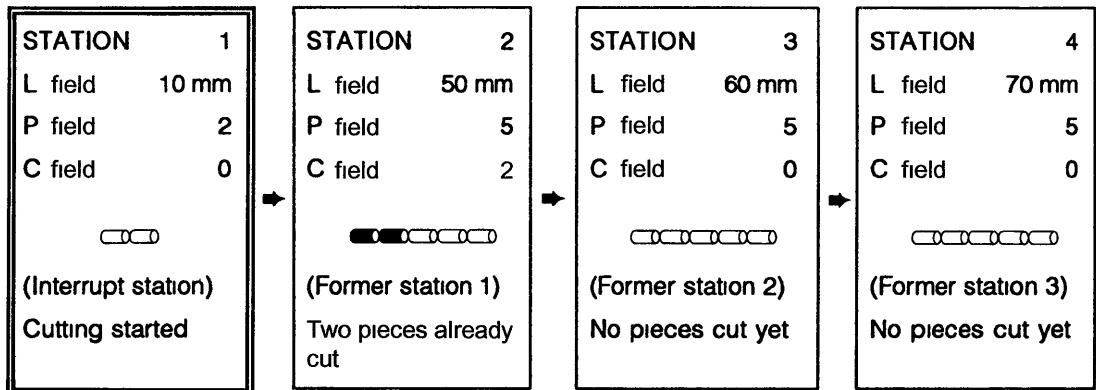 STATION 1
L field 10 mm
P field 2
C field 0
(Interrupt station)
Cutting started
STATION 2
L field 50 mm
P field 5
C field 2
(Former station 1)
Two pieces already
cut
STATION 3
L field 60 mm
P field 5
C field 0
(Former station 2)
No pieces cut yet
STATION 4
L field 70 mm
P field 5
C field 0
(Former station 3)
No pieces cut yet